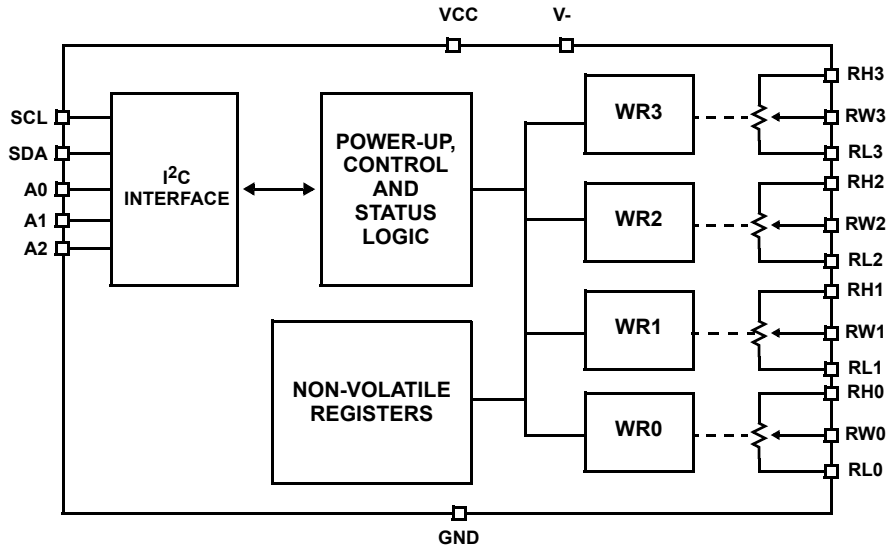 VCC
V-
SCL
SDA
A0
A1
A2
I²C
INTERFACE
POWER-UP,
CONTROL
AND
STATUS
LOGIC
NON-VOLATILE
REGISTERS
WR3
WR2
WR1
WR0
RH3
RW3
RL3
RH2
RW2
RL2
RH1
RW1
RL1
RH0
RW0
RL0
GND